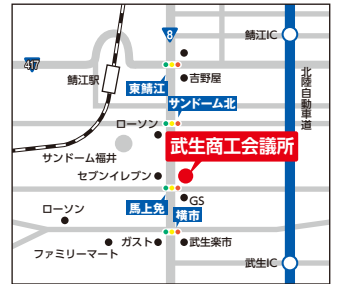 8
鯖江IC
417
鯖江駅
吉野屋
東鯖江
北陸自動車道
サンドーム北
ローソン
武生商工会議所
サンドーム福井
セブンイレブン
GS
馬上免
横市
ローソン
ガスト
武生楽市
ファミリーマート
武生IC